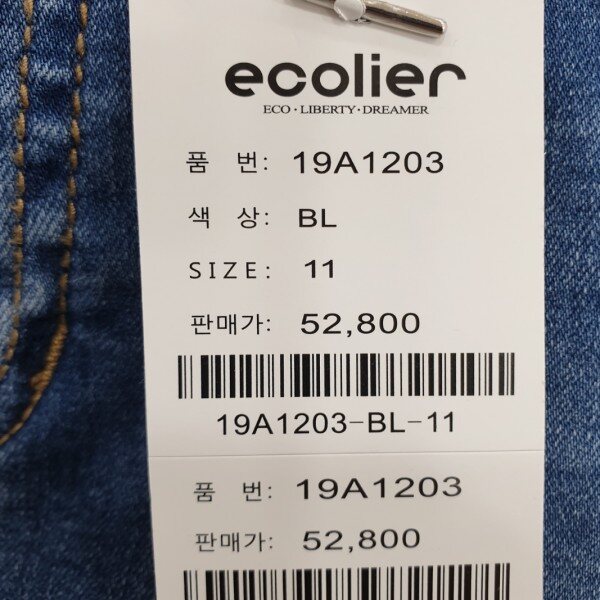 ecolier
ECO·LIBERTY·DREAMER
품 번: 19A1203
색 상: BL
SIZE: 11
판매가: 52,800
19A1203-BL-11
품 번: 19A1203
판매가: 52,800